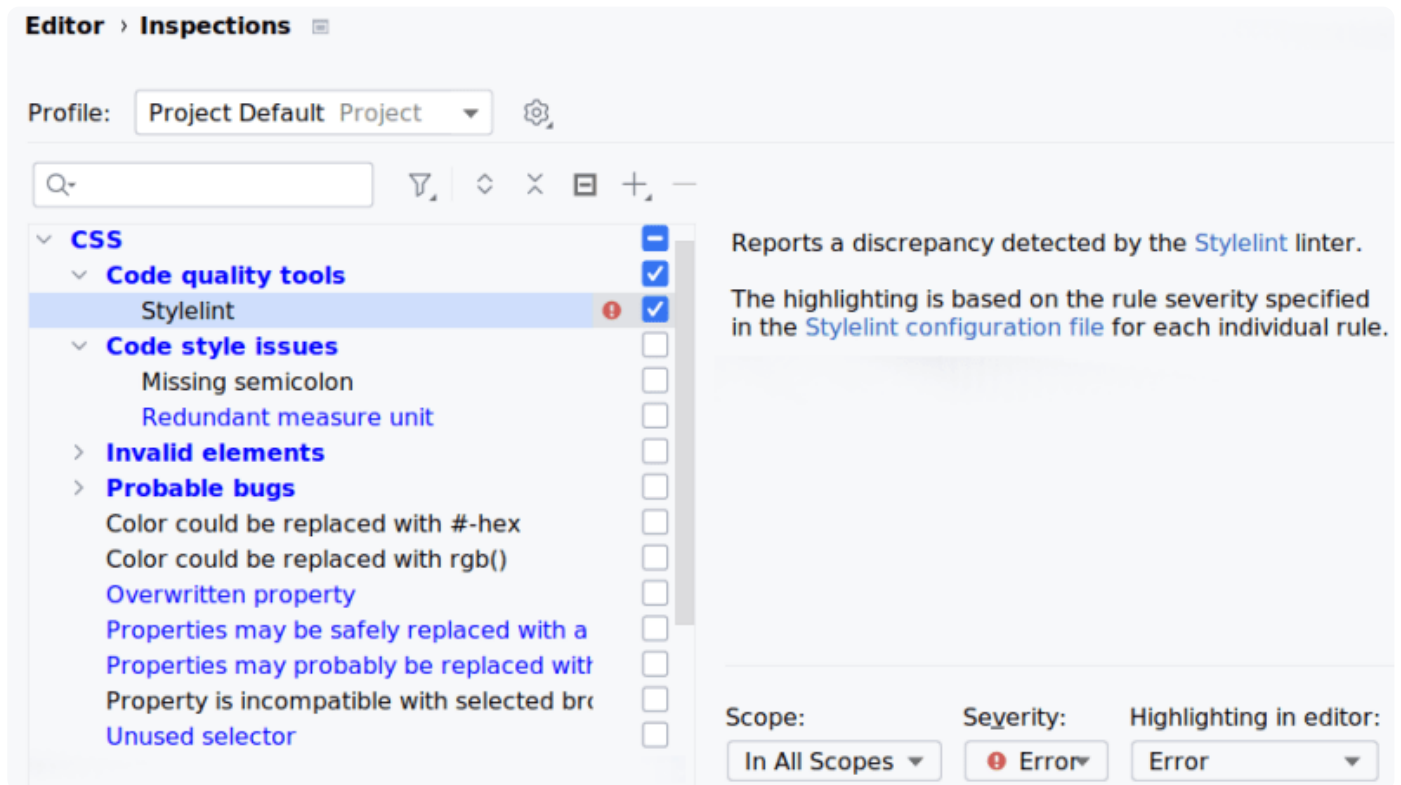 Editor › Inspections
Profile: Project Default Project
CSS
Code quality tools
Stylelint
Code style issues
Missing semicolon
Redundant measure unit
Invalid elements
Probable bugs
Color could be replaced with #-hex
Color could be replaced with rgb()
Overwritten property
Properties may be safely replaced with a
Properties may probably be replaced with
Property is incompatible with selected bro
Unused selector
Reports a discrepancy detected by the Stylelint linter.
The highlighting is based on the rule severity specified
in the Stylelint configuration file for each individual rule.
Scope: Severity: Highlighting in editor:
In All Scopes Error Error